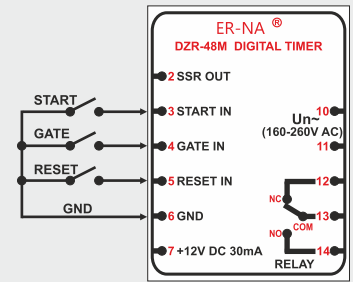 ER-NA ®
DZR-48M DIGITAL TIMER
2 SSR OUT
START
3 START IN
10
Un~
(160-260V AC)
GATE
4 GATE IN
11
RESET
5 RESET IN
12
NC
GND
6 GND
13
COM
NO
7 +12V DC 30mA
14
RELAY